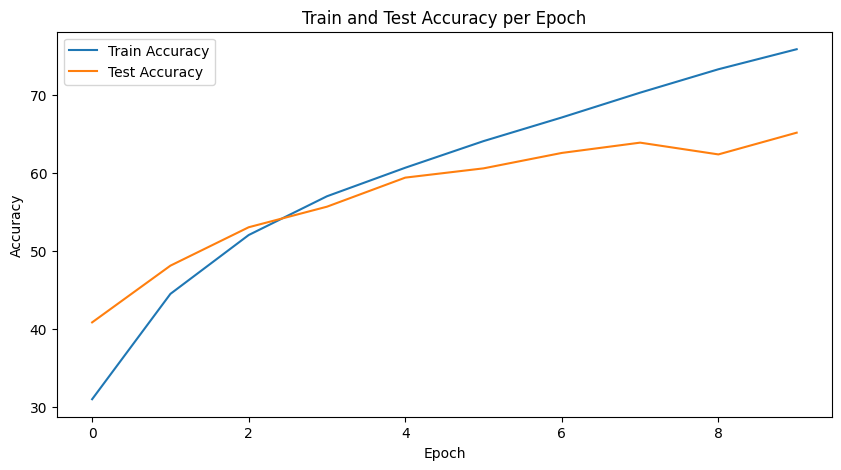 Train and Test Accuracy per Epoch
Train Accuracy
Test Accuracy
Accuracy
70
60
50
40
30
0 2 4 6 8
Epoch